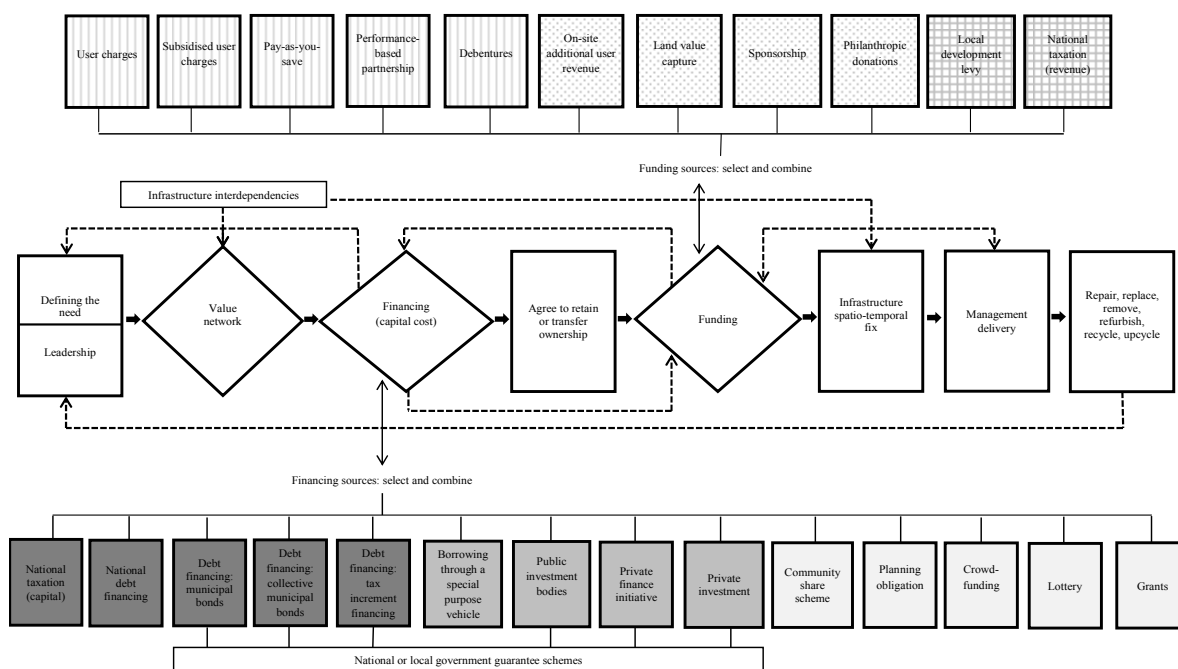 User charges
Subsidised user
charges
Pay-as-you-
save
Performance-
based
partnership
Debentures
On-site
additional user
revenue
Land value
capture
Sponsorship
Philanthropic
donations
Local
development
levy
National
taxation
(revenue)
Funding sources: select and combine
Infrastructure interdependencies
Defining the
need
Leadership
Value
network
Financing
(capital cost)
Agree to retain
or transfer
ownership
Funding
Infrastructure
spatio-temporal
fix
Management
delivery
Repair, replace,
remove,
refurbish,
recycle, upcycle
Financing sources: select and combine
National
taxation
(capital)
National
debt
financing
Debt
financing:
municipal
bonds
Debt
financing:
collective
municipal
bonds
Debt
financing:
tax
increment
financing
Borrowing
through a
special
purpose
vehicle
Public
investment
bodies
Private
finance
initiative
Private
investment
Community
share
scheme
Planning
obligation
Crowd-
funding
Lottery
Grants
National or local government guarantee schemes